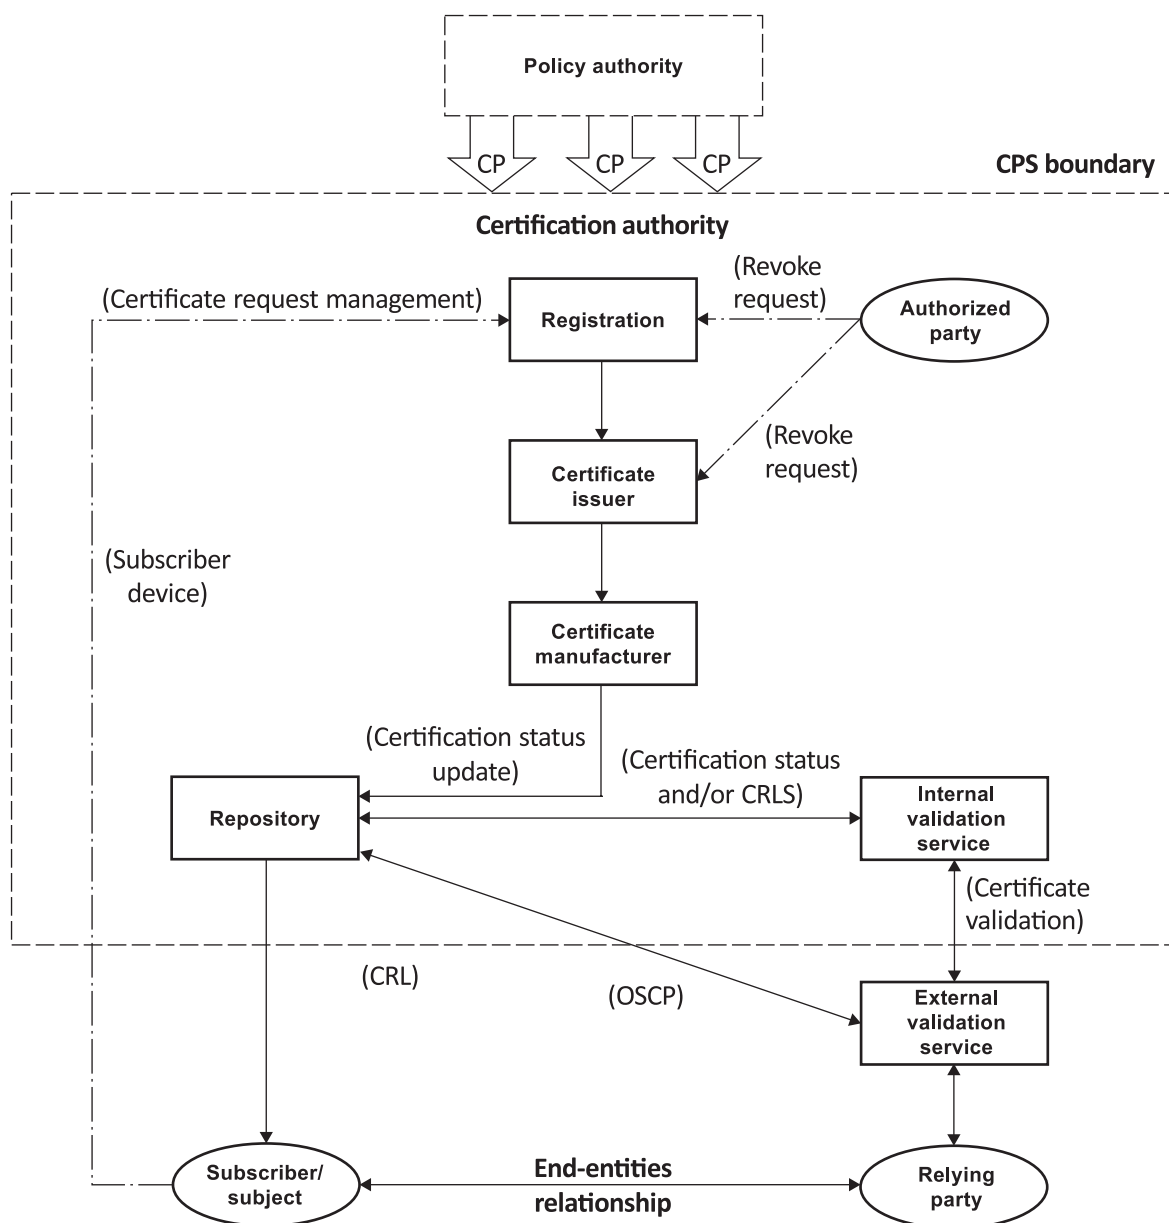 Policy authority
CP
CP
CP
CPS boundary
Certification authority
(Certificate request management)
(Revoke
request)
Registration
Authorized
party
(Revoke
request)
Certificate
issuer
(Subscriber
device)
Certificate
manufacturer
(Certification status
update)
(Certification status
and/or CRLS)
Repository
Internal
validation
service
(Certificate
validation)
(CRL)
(OSCP)
External
validation
service
Subscriber/
subject
End-entities
relationship
Relying
party